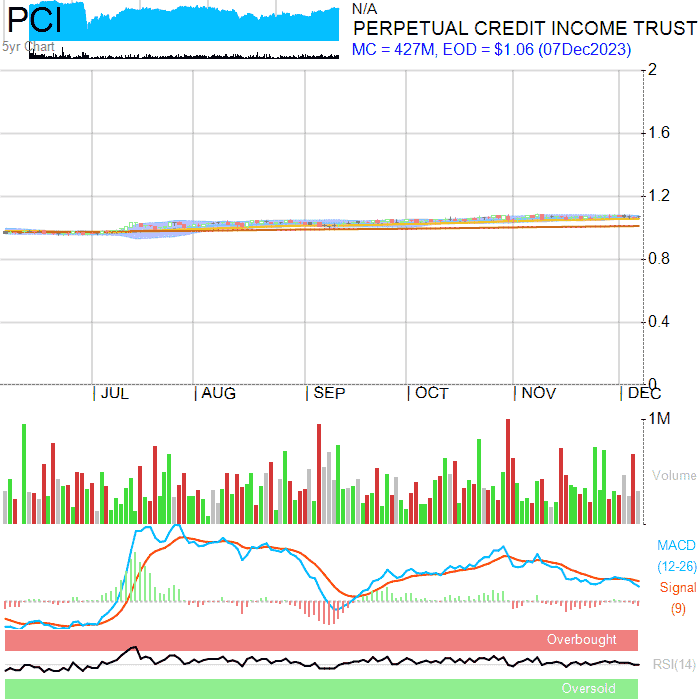 PCI
5yr Chart
N/A
PERPETUAL CREDIT INCOME TRUST
MC = 427M, EOD = $1.06 (07Dec2023)
2
1.6
1.2
0.8
0.4
0
JUL AUG SEP OCT NOV DEC
1M
Volume
MACD
(12-26)
Signal
(9)
Overbought
RSI(14)
Oversold